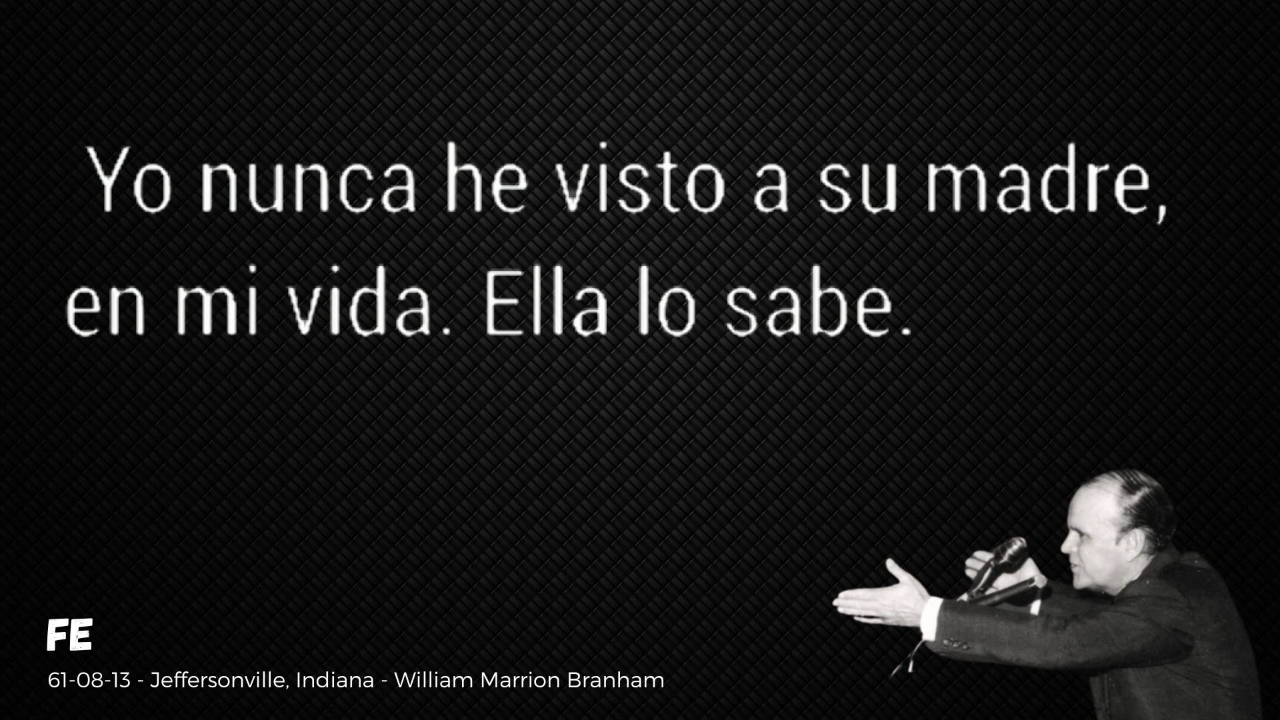 Yo nunca he visto a su madre,
en mi vida. Ella lo sabe.
FE
61-08-13 - Jeffersonville, Indiana - William Marrion Branham